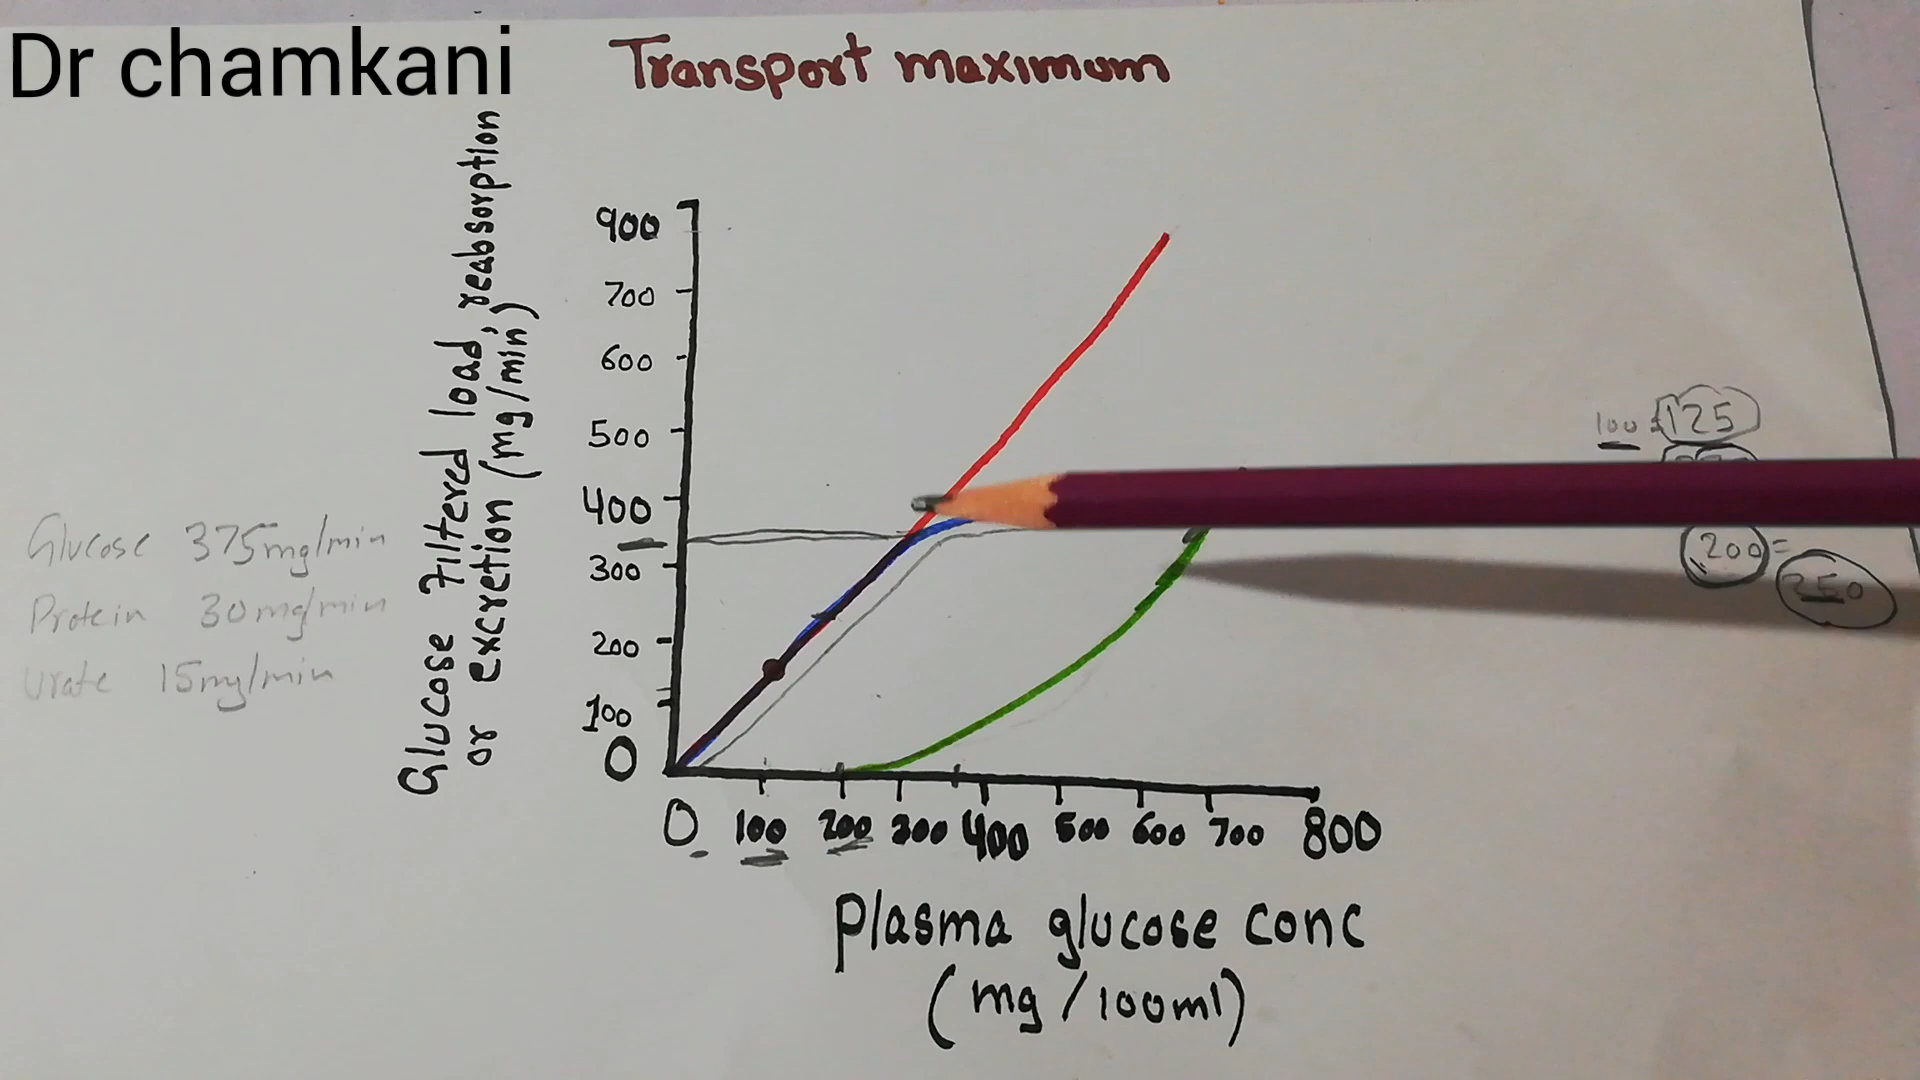 Dr chamkani
Transport maximum
Glucose Filtered load, reabsorption
or excretion (mg/min)
900
700
600
500
400
300
200
100
0
0 100 200 300 400 500 600 700 800
Plasma glucose conc
(mg/100ml)
Glucose 375mg/min
Protein 30mg/min
Urate 15mg/min
100 = 125
200 =
250